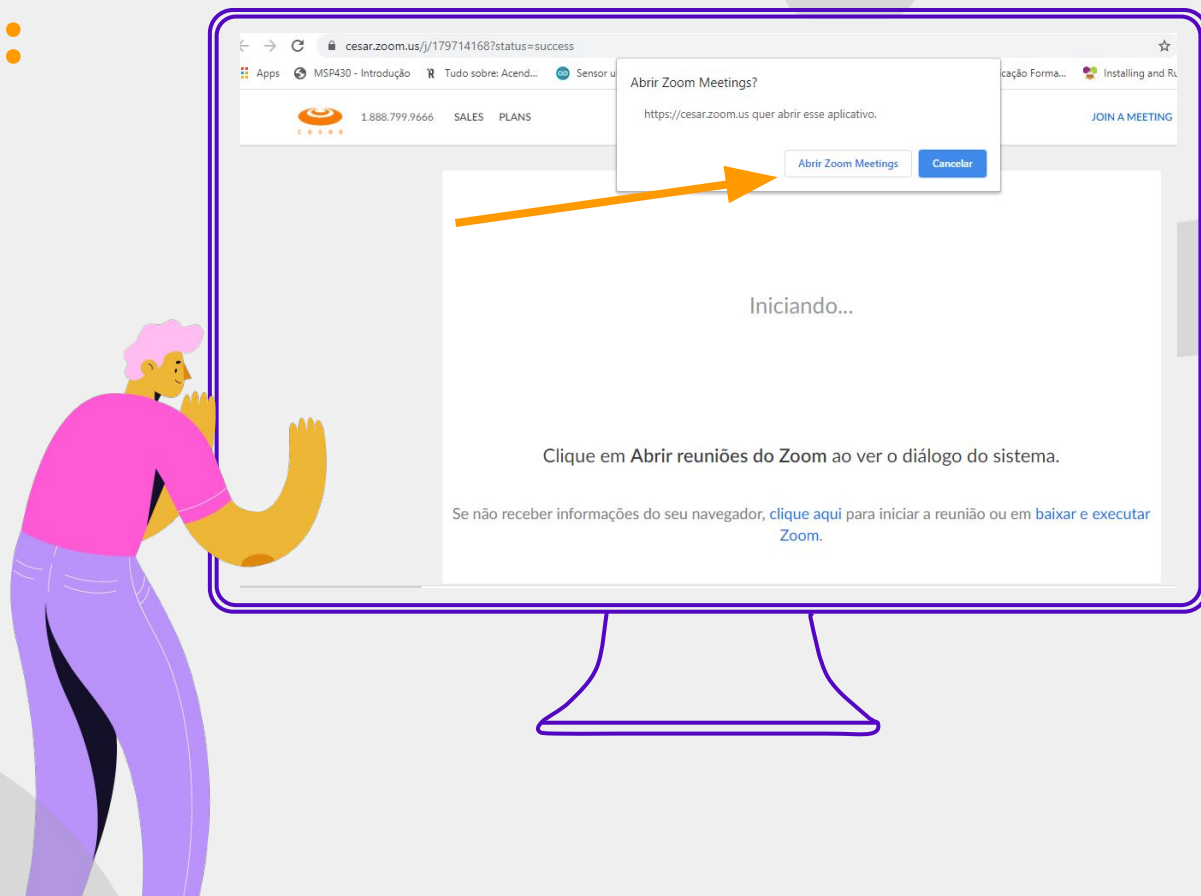 cesar.zoom.us/j/179714168?status=success
Apps MSP430 - Introdução Tudo sobre: Acend... Sensor u icação Forma... Installing and Ru
Abrir Zoom Meetings?
https://cesar.zoom.us quer abrir esse aplicativo.
Abrir Zoom Meetings Cancelar
CESAR 1.888.799.9666 SALES PLANS JOIN A MEETING
Iniciando...
Clique em Abrir reuniões do Zoom ao ver o diálogo do sistema.
Se não receber informações do seu navegador, clique aqui para iniciar a reunião ou em baixar e executar
Zoom.